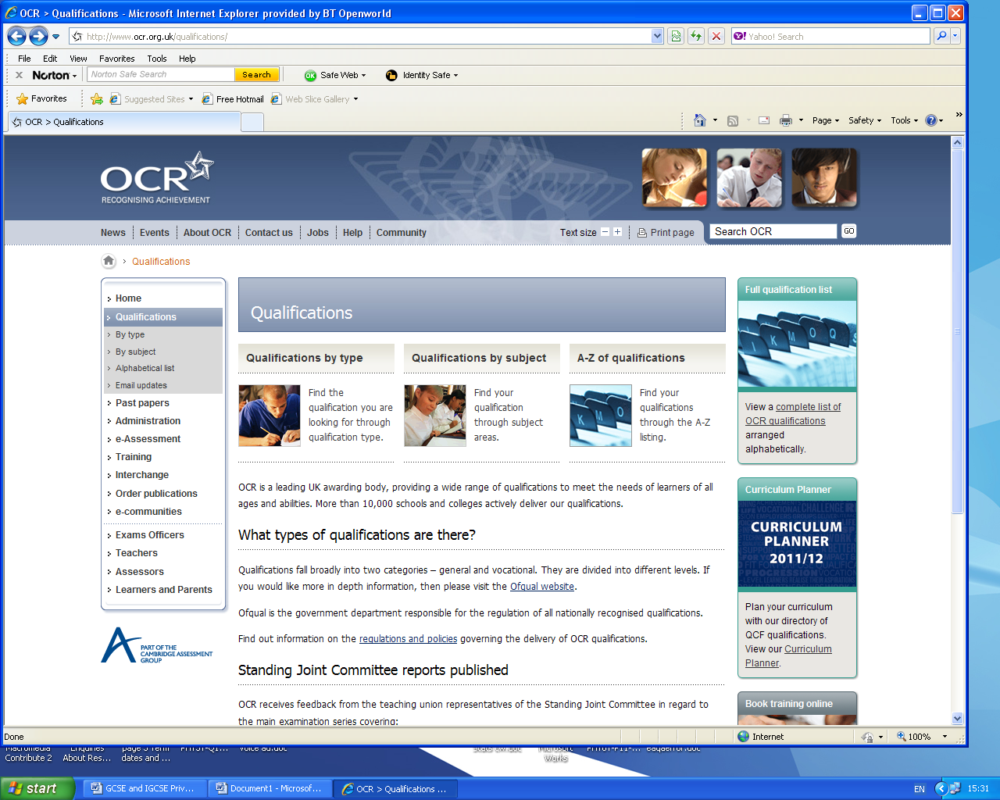 OCR > Qualifications - Microsoft Internet Explorer provided by BT Openworld
http://www.ocr.org.uk/qualifications/
Yahoo! Search
File Edit View Favorites Tools Help
x Norton Norton Safe Search Search OK Safe Web Identity Safe
Favorites Suggested Sites Free Hotmail Web Slice Gallery
OCR > Qualifications
Page Safety Tools
OCR
RECOGNISING ACHIEVEMENT
News Events About OCR Contact us Jobs Help Community Text size Print page Search OCR GO
Qualifications
Home
Qualifications
By type
By subject
Alphabetical list
Email updates
Past papers
Administration
e-Assessment
Training
Interchange
Order publications
e-communities
Exams Officers
Teachers
Assessors
Learners and Parents
PART OF THE
CAMBRIDGE ASSESSMENT
GROUP
Qualifications
Qualifications by type
Find the
qualification you are
looking for through
qualification type.
Qualifications by subject
Find your
qualification
through subject
areas.
A-Z of qualifications
K M O
Find your
qualifications
through the A-Z
listing.
OCR is a leading UK awarding body, providing a wide range of qualifications to meet the needs of learners of all
ages and abilities. More than 10,000 schools and colleges actively deliver our qualifications.
What types of qualifications are there?
Qualifications fall broadly into two categories – general and vocational. They are divided into different levels. If
you would like more in depth information, then please visit the Ofqual website.
Ofqual is the government department responsible for the regulation of all nationally recognised qualifications.
Find out information on the regulations and policies governing the delivery of OCR qualifications.
Standing Joint Committee reports published
OCR receives feedback from the teaching union representatives of the Standing Joint Committee in regard to
the main examination series covering:
Full qualification list
I K M O Q S
View a complete list of
OCR qualifications
arranged
alphabetically.
Curriculum Planner
CURRICULUM
PLANNER
2011/12
Plan your curriculum
with our directory of
QCF qualifications.
View our Curriculum
Planner.
Book training online
Done Internet 100%
Macromedia
Contribute 2
Enquiries
About Res...
page 3 Term
dates and ...
Voice ad.doc
Microsoft
Works
start GCSE and IGCSE Priv... Document1 - Microsof... OCR > Qualifications ... EN 15:31